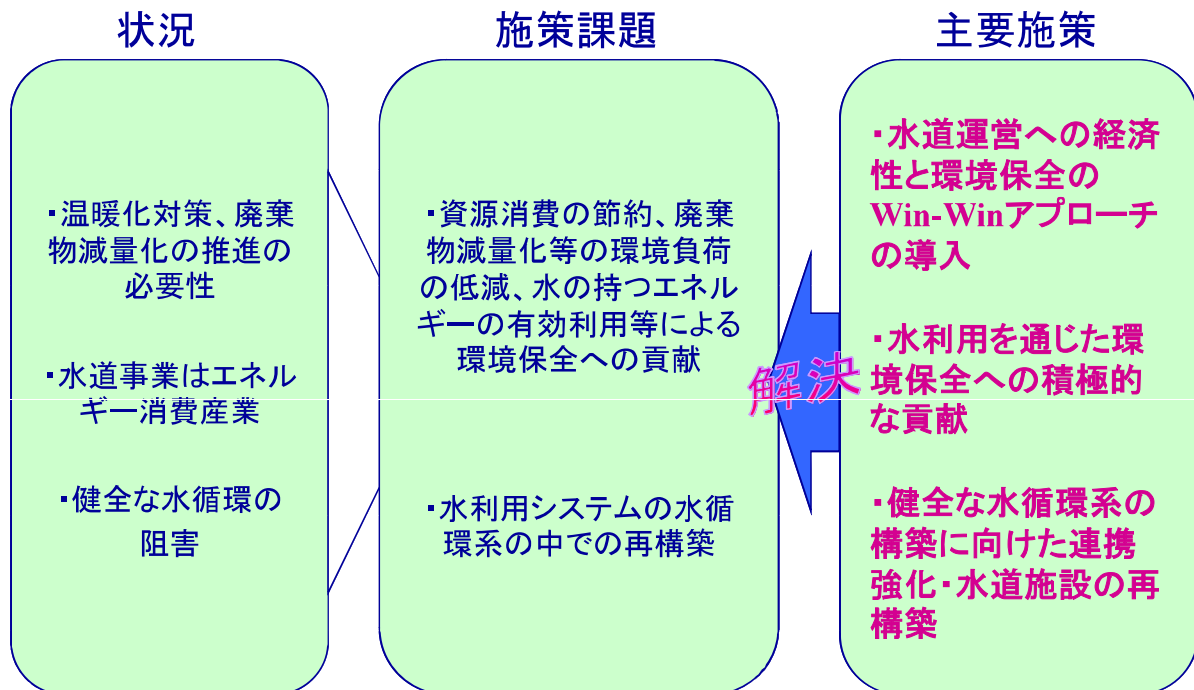 状況
・温暖化対策、廃棄
物減量化の推進の
必要性
・水道事業はエネル
ギー消費産業
・健全な水循環の
阻害
施策課題
・資源消費の節約、廃棄
物減量化等の環境負荷
の低減、水の持つエネル
ギーの有効利用等による
環境保全への貢献
・水利用システムの水循
環系の中での再構築
解決
主要施策
・水道運営への経済
性と環境保全の
Win-Winアプローチ
の導入
・水利用を通じた環
境保全への積極的
な貢献
・健全な水循環系の
構築に向けた連携
強化・水道施設の再
構築